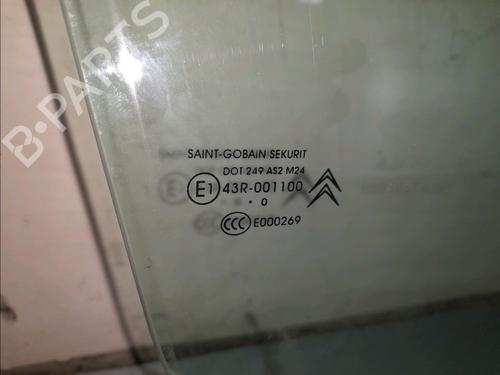 B-PARTS
SAINT-GOBAIN SEKURIT
DOT 249 AS2 M24
E1 43R-001100
· 0
CCC E000269